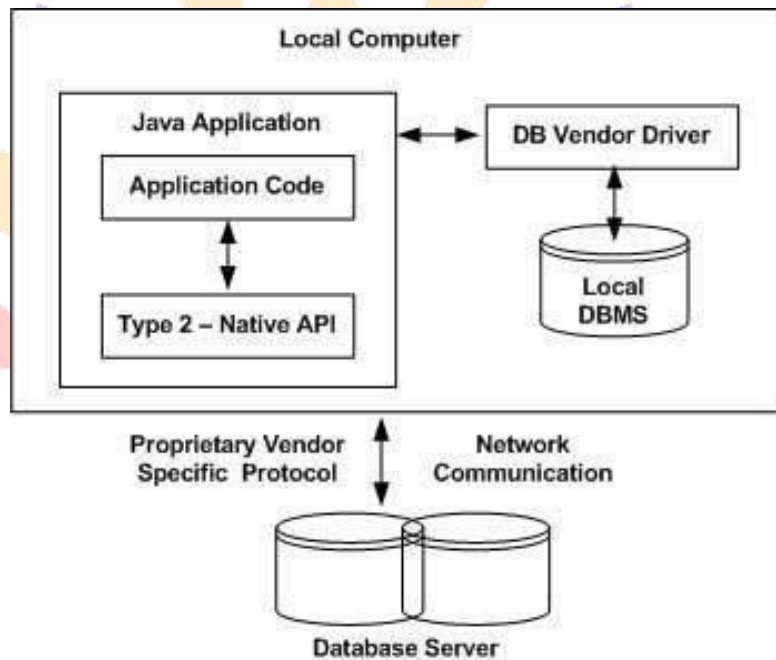 Local Computer
Java Application
DB Vendor Driver
Application Code
Local
DBMS
Type 2 – Native API
Proprietary Vendor
Specific Protocol
Network
Communication
Database Server